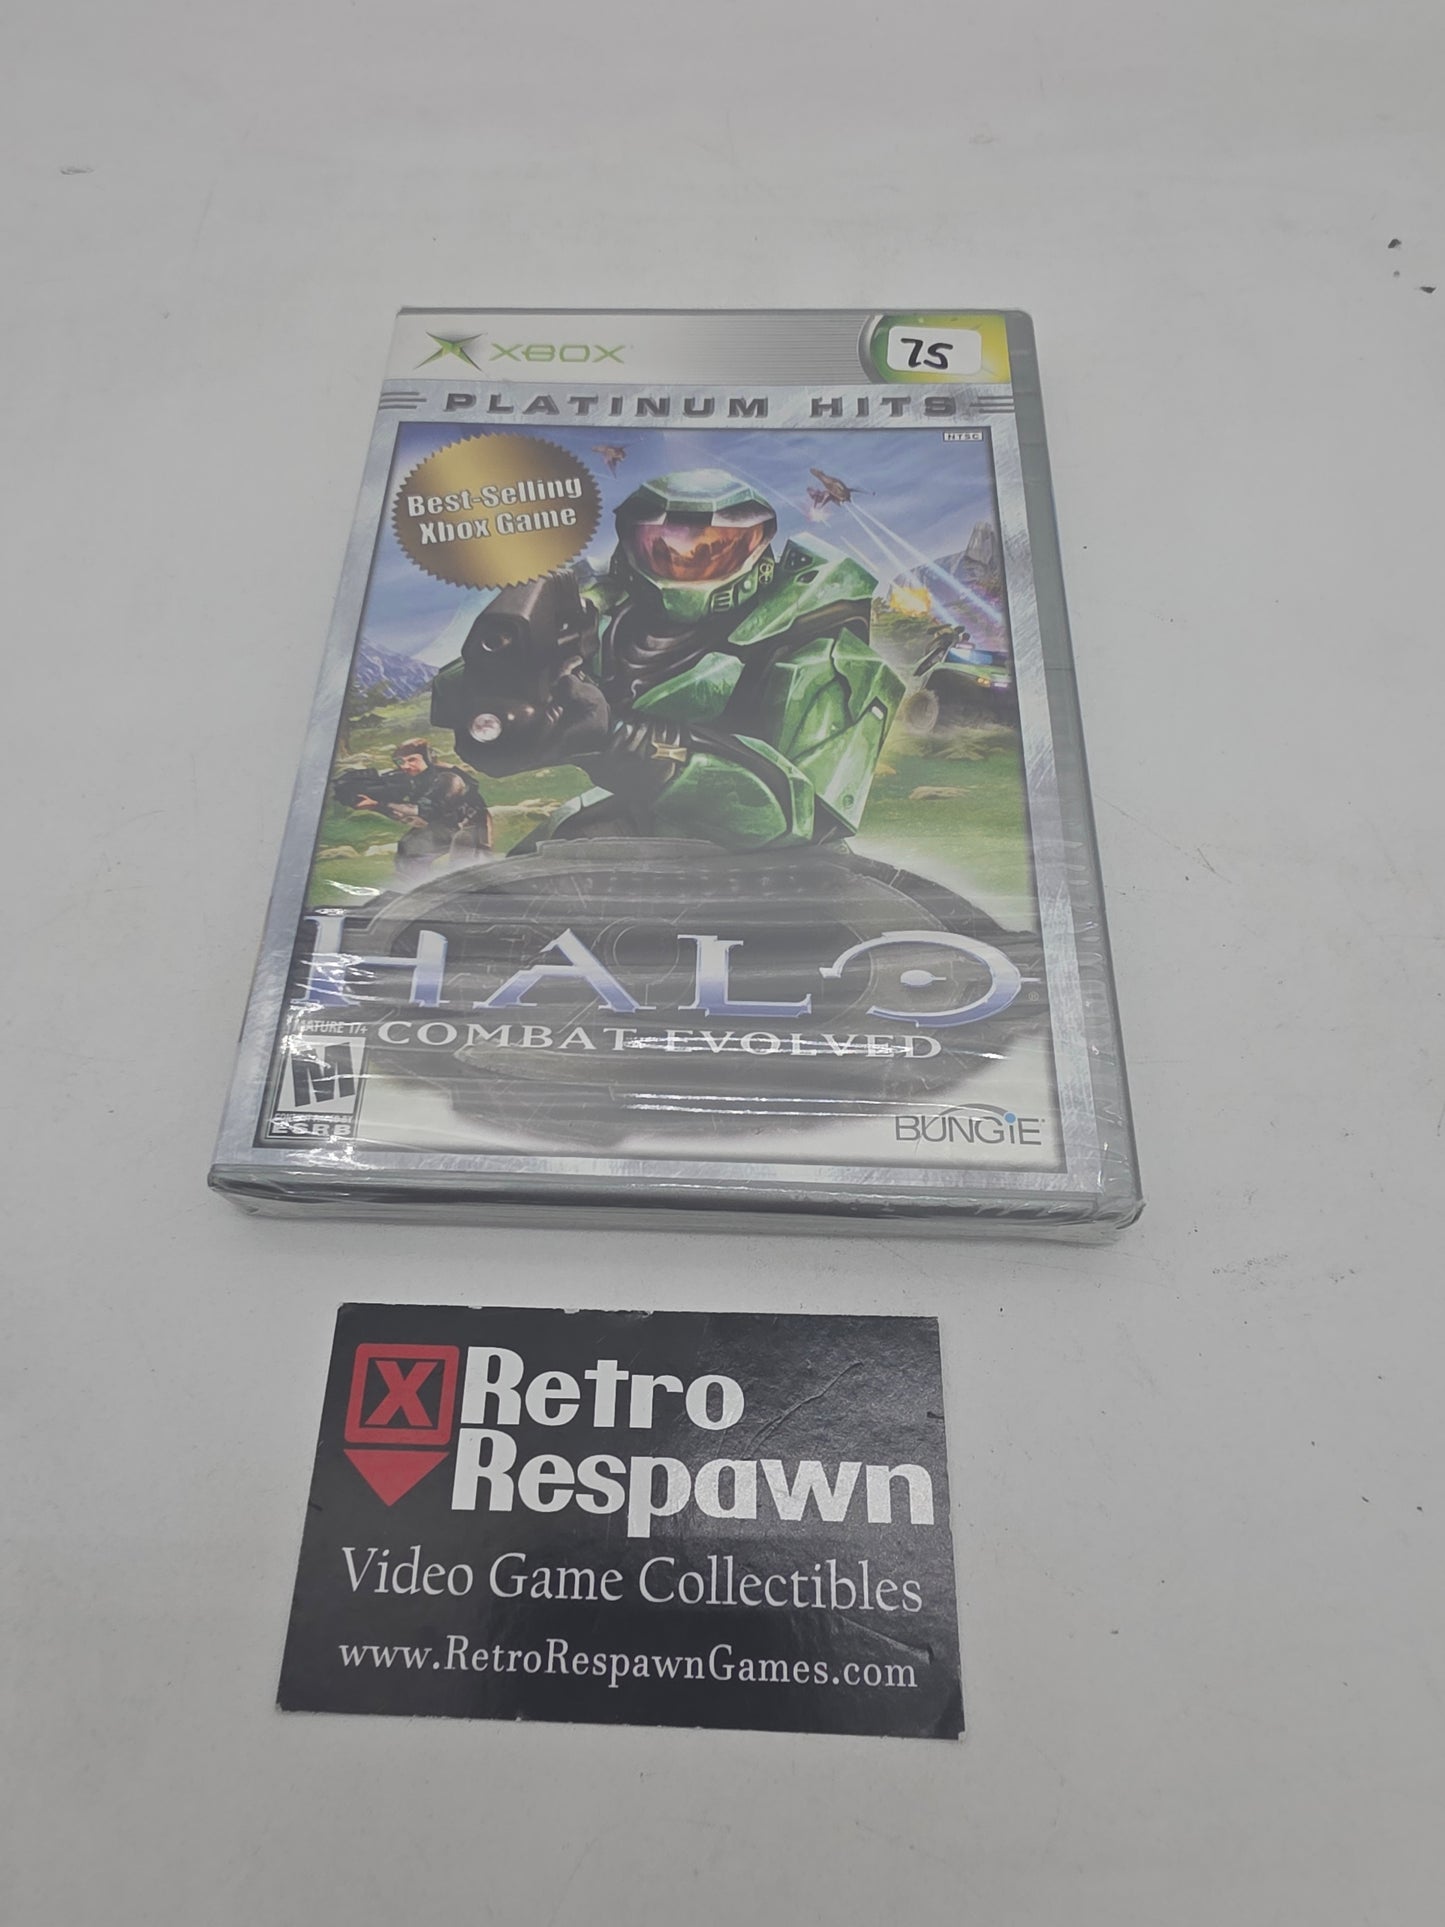 XBOX
75
PLATINUM HITS
NTSC
Best-Selling
Xbox Game
HALO®
COMBAT EVOLVED
MATURE 17+
M
ESRB
BUNGiE
X Retro
Respawn
Video Game Collectibles
www.RetroRespawnGames.com